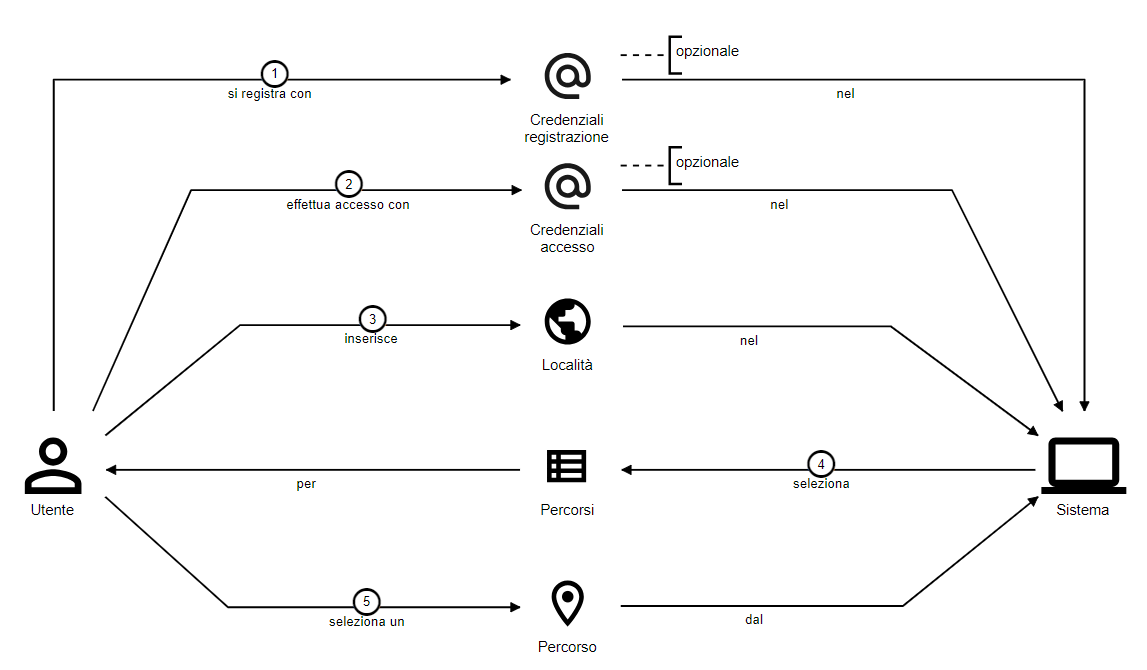 opzionale
1
si registra con
nel
Credenziali
registrazione
opzionale
2
effettua accesso con
nel
Credenziali
accesso
3
inserisce
nel
Località
4
per
seleziona
Utente
Percorsi
Sistema
5
seleziona un
dal
Percorso